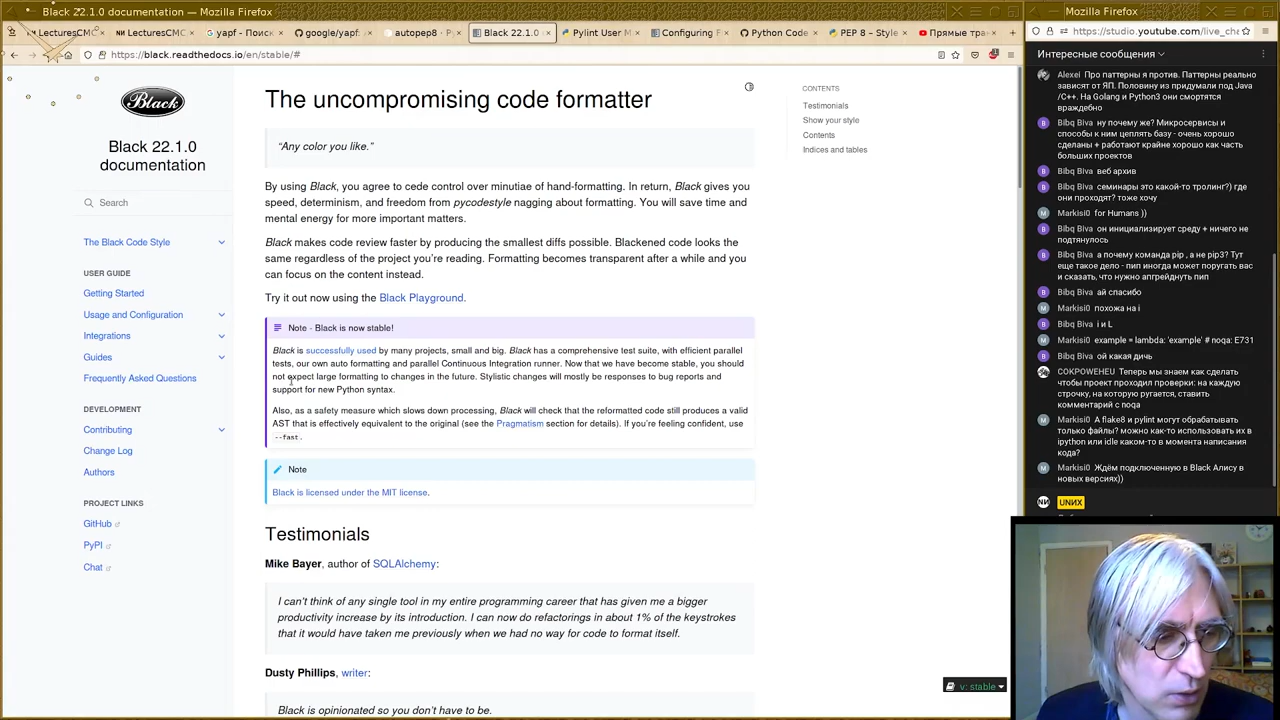 Black 22.1.0 documentation — Mozilla Firefox
LecturesCMC
LecturesCMC
yapf - Поиск
google/yapf:
autopep8 · P
Black 22.1.0 doc
Pylint User M
Configuring F
Python Code
PEP 8 – Style
Прямые тран
https://black.readthedocs.io/en/stable/#
Black
Black 22.1.0
documentation
Search
The Black Code Style
USER GUIDE
Getting Started
Usage and Configuration
Integrations
Guides
Frequently Asked Questions
DEVELOPMENT
Contributing
Change Log
Authors
PROJECT LINKS
GitHub
PyPI
Chat
The uncompromising code formatter
“Any color you like.”
By using Black, you agree to cede control over minutiae of hand-formatting. In return, Black gives you
speed, determinism, and freedom from pycodestyle nagging about formatting. You will save time and
mental energy for more important matters.
Black makes code review faster by producing the smallest diffs possible. Blackened code looks the
same regardless of the project you’re reading. Formatting becomes transparent after a while and you
can focus on the content instead.
Try it out now using the Black Playground.
Note - Black is now stable!
Black is successfully used by many projects, small and big. Black has a comprehensive test suite, with efficient parallel
tests, our own auto formatting and parallel Continuous Integration runner. Now that we have become stable, you should
not expect large formatting to changes in the future. Stylistic changes will mostly be responses to bug reports and
support for new Python syntax.
Also, as a safety measure which slows down processing, Black will check that the reformatted code still produces a valid
AST that is effectively equivalent to the original (see the Pragmatism section for details). If you’re feeling confident, use
--fast.
Note
Black is licensed under the MIT license.
Testimonials
Mike Bayer, author of SQLAlchemy:
I can’t think of any single tool in my entire programming career that has given me a bigger
productivity increase by its introduction. I can now do refactorings in about 1% of the keystrokes
that it would have taken me previously when we had no way for code to format itself.
Dusty Phillips, writer:
Black is opinionated so you don’t have to be.
CONTENTS
Testimonials
Show your style
Contents
Indices and tables
v: stable
Mozilla Firefox
https://studio.youtube.com/live_cha
Интересные сообщения
Alexei Про паттерны я против. Паттерны реально
зависят от ЯП. Половину из придумали под Java
/C++. На Golang и Python3 они смортятся
враждебно
Bibq Biva ну почему же? Микросервисы и
способы к ним цеплять базу - очень хорошо
сделаны + работают крайне хорошо как часть
больших проектов
Bibq Biva веб архив
Bibq Biva семинары это какой-то тролинг?) где
они проходят? тоже хочу
Markisi0 for Humans ))
Bibq Biva он инициализирует среду + ничего не
подтянулось
Bibq Biva а почему команда pip , а не pip3? Тут
еще такое дело - пип иногда может поругать вас
и сказать, что нужно апгрейднуть пип
Bibq Biva ай спасибо
Markisi0 похожа на i
Bibq Biva i и L
Markisi0 example = lambda: 'example' # noqa: E731
Bibq Biva ой какая дичь
COKPOWEHEU Теперь мы знаем как сделать
чтобы проект проходил проверки: на каждую
строчку, на которую ругается, ставить
комментарий с noqa
Markisi0 А flake8 и pylint могут обрабатывать
только файлы? можно как-то использовать их в
ipython или idle каком-то в момента написания
кода?
Markisi0 Ждём подключенную в Black Алису в
новых версиях))
UNИX